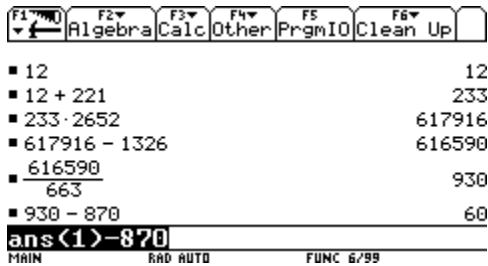 F1 F2 Algebra F3 Calc F4 Other F5 PrgmIO F6 Clean Up
12 12
12 + 221 233
233·2652 617916
617916 - 1326 616590
616590
663 930
930 - 870 60
ans(1)-870
MAIN RAD AUTO FUNC 6/99